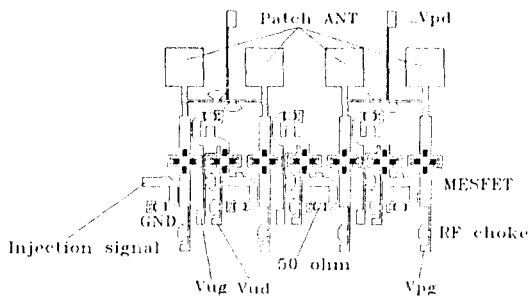 Patch ANT
Vpd
MESFET
GND
RF choke
Injection signal
50 ohm
Vug
Vud
Vpg